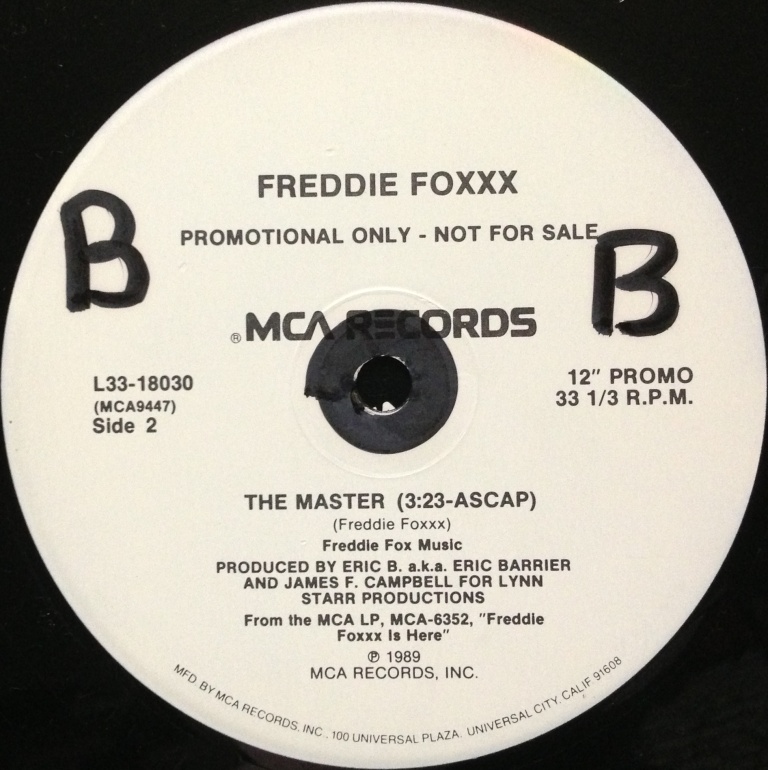 FREDDIE FOXXX
PROMOTIONAL ONLY - NOT FOR SALE
B
B
®MCA RECORDS
L33-18030
(MCA9447)
Side 2
12" PROMO
33 1/3 R.P.M.
THE MASTER (3:23-ASCAP)
(Freddie Foxxx)
Freddie Fox Music
PRODUCED BY ERIC B. a.k.a. ERIC BARRIER
AND JAMES F. CAMPBELL FOR LYNN
STARR PRODUCTIONS
From the MCA LP, MCA-6352, "Freddie
Foxxx Is Here"
℗ 1989
MCA RECORDS, INC.
MFD BY MCA RECORDS, INC., 100 UNIVERSAL PLAZA, UNIVERSAL CITY, CALIF. 91608